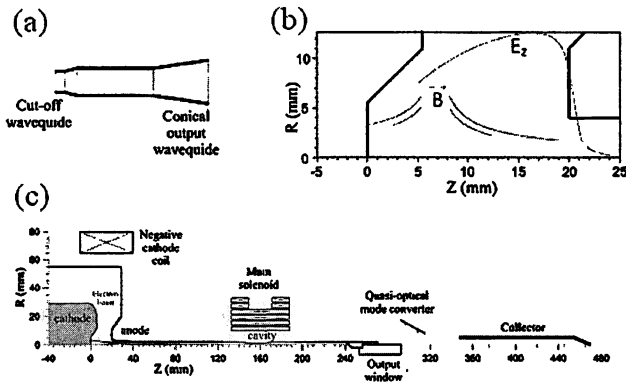 (a)
Cut-off
waveguide
Conical
output
waveguide
(b)
R (mm)
10
5
0
E_z
B
-5 0 5 10 15 20 25
Z (mm)
(c)
R (mm)
80
60
40
20
0
Negative
cathode
coil
Electron
beam
cathode
anode
Main
solenoid
cavity
Quasi-optical
mode converter
Collector
Output
window
-40 0 40 80 120 160 200 240 320 360 400 440 480
Z (mm)